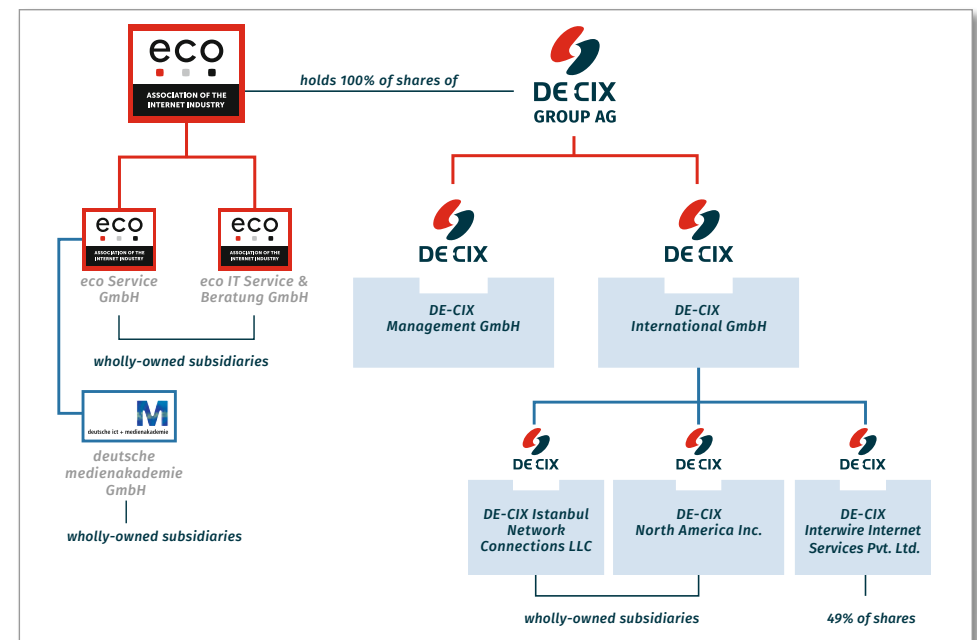 eco
ASSOCIATION OF THE
INTERNET INDUSTRY
holds 100% of shares of
DE CIX
GROUP AG
eco
ASSOCIATION OF THE
INTERNET INDUSTRY
eco Service
GmbH
eco
ASSOCIATION OF THE
INTERNET INDUSTRY
eco IT Service &
Beratung GmbH
wholly-owned subsidiaries
M
deutsche ict + medienakademie
deutsche
medienakademie
GmbH
wholly-owned subsidiaries
DE CIX
DE-CIX
Management GmbH
DE CIX
DE-CIX
International GmbH
DE CIX
DE-CIX Istanbul
Network
Connections LLC
DE CIX
DE-CIX
North America Inc.
wholly-owned subsidiaries
DE CIX
DE-CIX
Interwire Internet
Services Pvt. Ltd.
49% of shares